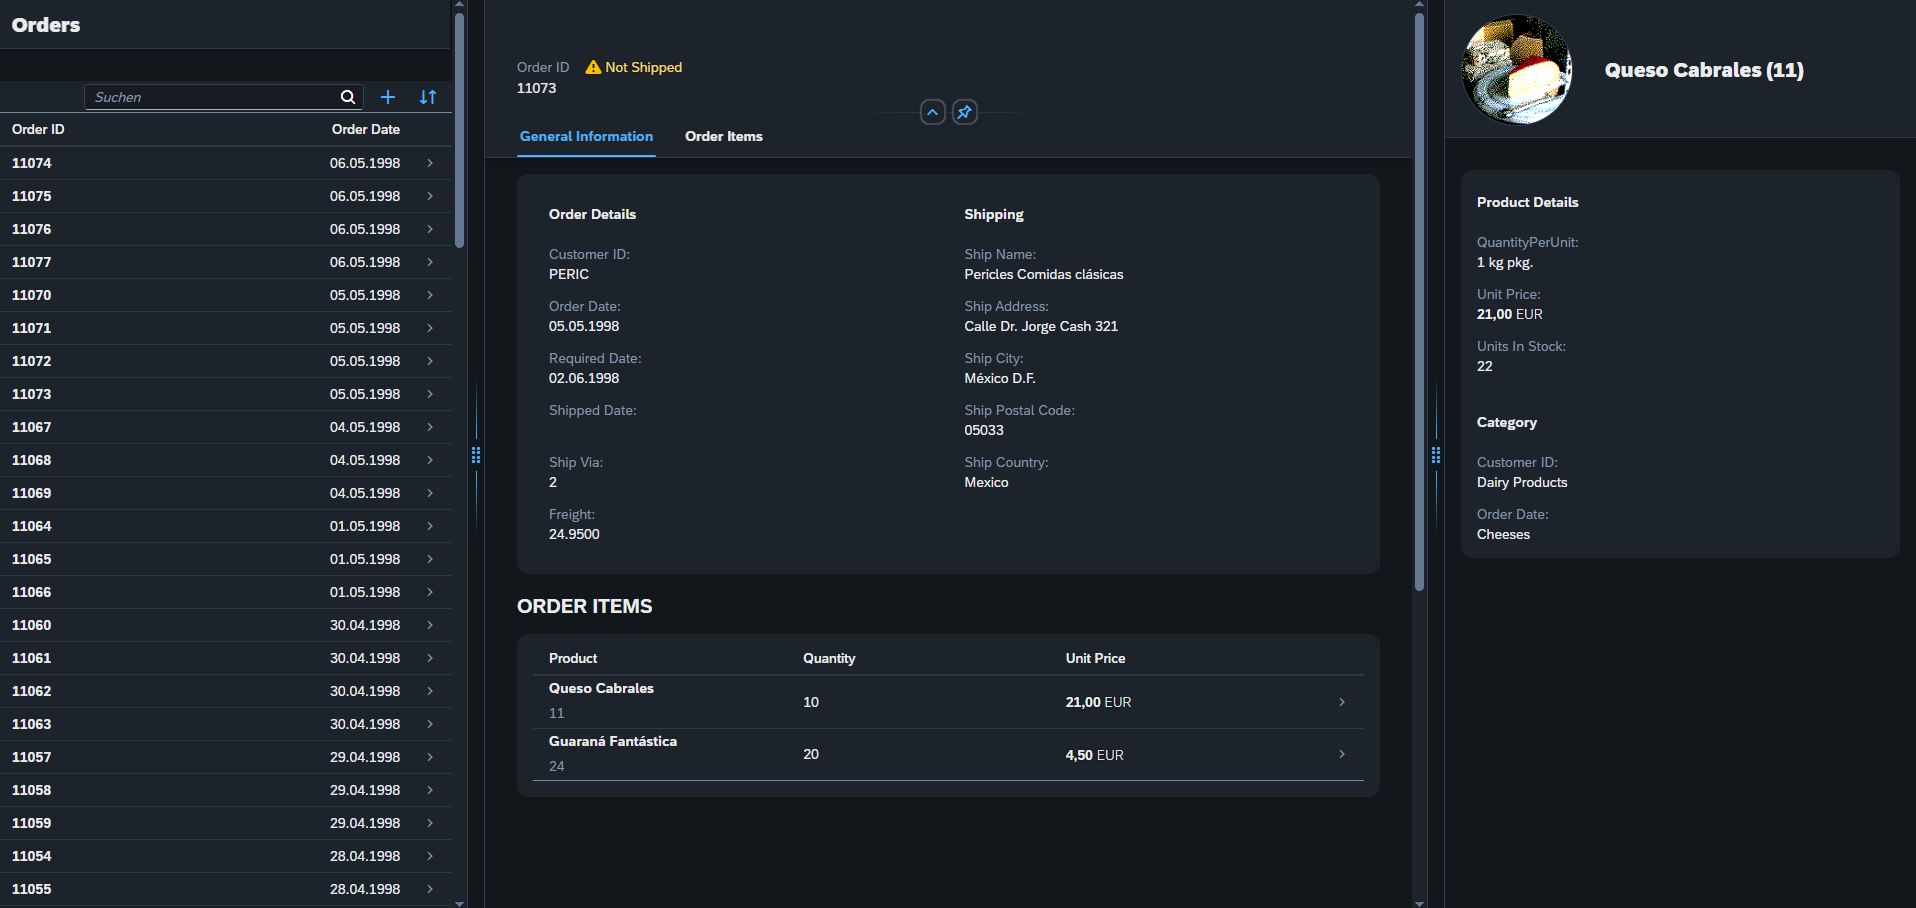 Orders
Suchen
Order ID Order Date
11074 06.05.1998
11075 06.05.1998
11076 06.05.1998
11077 06.05.1998
11070 05.05.1998
11071 05.05.1998
11072 05.05.1998
11073 05.05.1998
11067 04.05.1998
11068 04.05.1998
11069 04.05.1998
11064 01.05.1998
11065 01.05.1998
11066 01.05.1998
11060 30.04.1998
11061 30.04.1998
11062 30.04.1998
11063 30.04.1998
11057 29.04.1998
11058 29.04.1998
11059 29.04.1998
11054 28.04.1998
11055 28.04.1998
Order ID Not Shipped
11073
General Information Order Items
Order Details
Customer ID:
PERIC
Order Date:
05.05.1998
Required Date:
02.06.1998
Shipped Date:
Ship Via:
2
Freight:
24.9500
Shipping
Ship Name:
Pericles Comidas clásicas
Ship Address:
Calle Dr. Jorge Cash 321
Ship City:
México D.F.
Ship Postal Code:
05033
Ship Country:
Mexico
ORDER ITEMS
Product Quantity Unit Price
Queso Cabrales
11 10 21,00 EUR
Guaraná Fantástica
24 20 4,50 EUR
Queso Cabrales (11)
Product Details
QuantityPerUnit:
1 kg pkg.
Unit Price:
21,00 EUR
Units In Stock:
22
Category
Customer ID:
Dairy Products
Order Date:
Cheeses